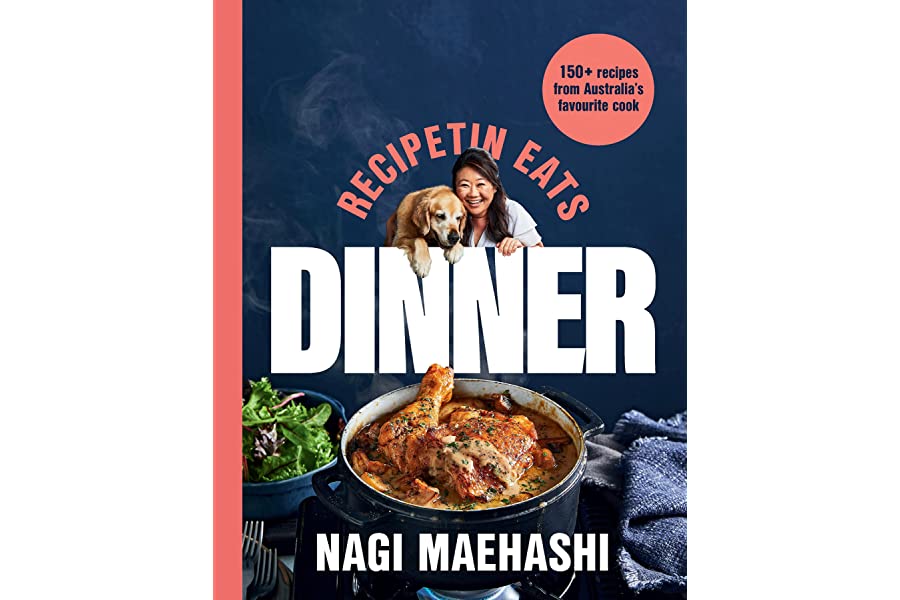 150+ recipes
from Australia's
favourite cook
RECIPETIN EATS
DINNER
NAGI MAEHASHI